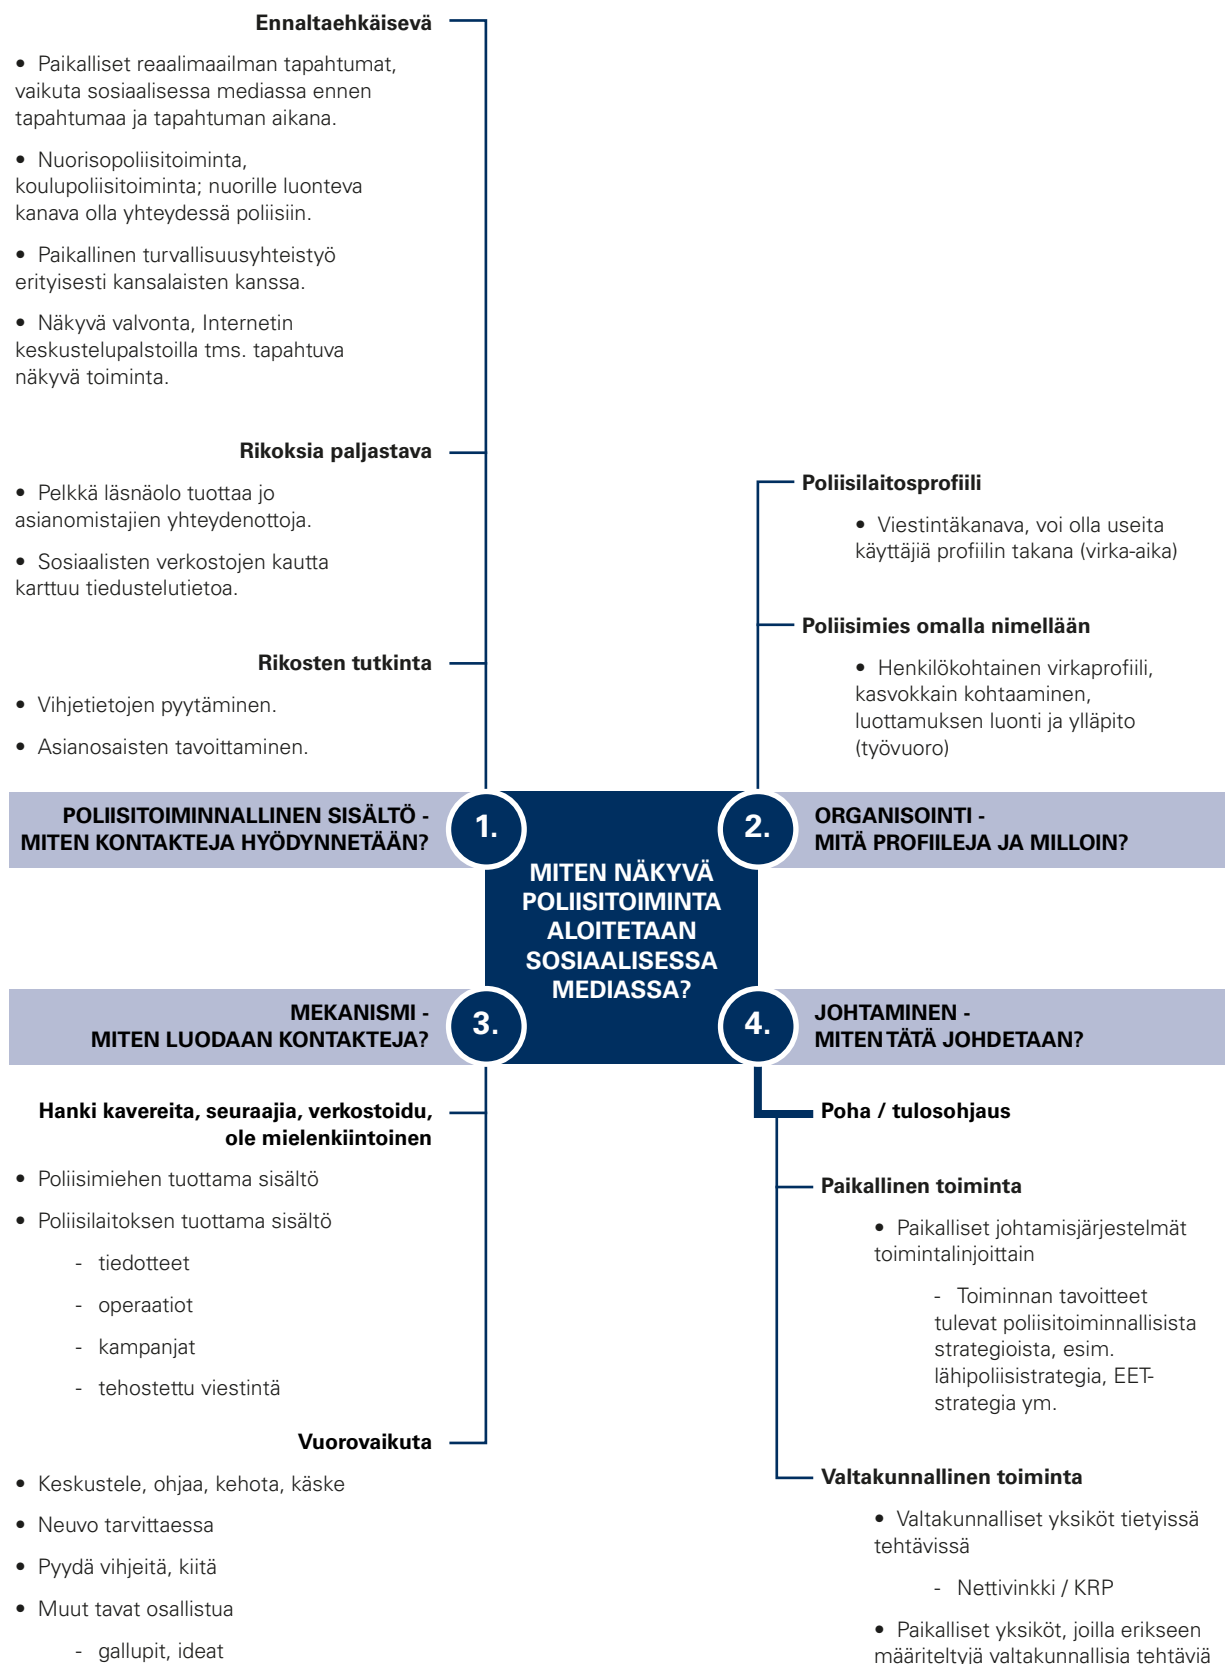 Ennaltaehkäisevä
• Paikalliset reaalimaailman tapahtumat,
vaikuta sosiaalisessa mediassa ennen
tapahtumaa ja tapahtuman aikana.
• Nuorisopoliisitoiminta,
koulupoliisitoiminta; nuorille luonteva
kanava olla yhteydessä poliisiin.
• Paikallinen turvallisuusyhteistyö
erityisesti kansalaisten kanssa.
• Näkyvä valvonta, Internetin
keskustelupalstoilla tms. tapahtuva
näkyvä toiminta.
Rikoksia paljastava
• Pelkkä läsnäolo tuottaa jo
asianomistajien yhteydenottoja.
• Sosiaalisten verkostojen kautta
karttuu tiedustelutietoa.
Rikosten tutkinta
• Vihjetietojen pyytäminen.
• Asianosaisten tavoittaminen.
Poliisilaitosprofiili
• Viestintäkanava, voi olla useita
käyttäjiä profiilin takana (virka-aika)
Poliisimies omalla nimellään
• Henkilökohtainen virkaprofiili,
kasvokkain kohtaaminen,
luottamuksen luonti ja ylläpito
(työvuoro)
POLIISITOIMINNALLINEN SISÄLTÖ -
MITEN KONTAKTEJA HYÖDYNNETÄÄN?
1.
2.
ORGANISOINTI -
MITÄ PROFIILEJA JA MILLOIN?
MITEN NÄKYVÄ
POLIISITOIMINTA
ALOITETAAN
SOSIAALISESSA
MEDIASSA?
MEKANISMI -
MITEN LUODAAN KONTAKTEJA?
3.
4.
JOHTAMINEN -
MITEN TÄTÄ JOHDETAAN?
Hanki kavereita, seuraajia, verkostoidu,
ole mielenkiintoinen
• Poliisimiehen tuottama sisältö
• Poliisilaitoksen tuottama sisältö
- tiedotteet
- operaatiot
- kampanjat
- tehostettu viestintä
Vuorovaikuta
• Keskustele, ohjaa, kehota, käske
• Neuvo tarvittaessa
• Pyydä vihjeitä, kiitä
• Muut tavat osallistua
- gallupit, ideat
Poha / tulosohjaus
Paikallinen toiminta
• Paikalliset johtamisjärjestelmät
toimintalinjoittain
- Toiminnan tavoitteet
tulevat poliisitoiminnallisista
strategioista, esim.
lähipoliisistrategia, EET-
strategia ym.
Valtakunnallinen toiminta
• Valtakunnalliset yksiköt tietyissä
tehtävissä
- Nettivinkki / KRP
• Paikalliset yksiköt, joilla erikseen
määriteltyjä valtakunnallisia tehtäviä